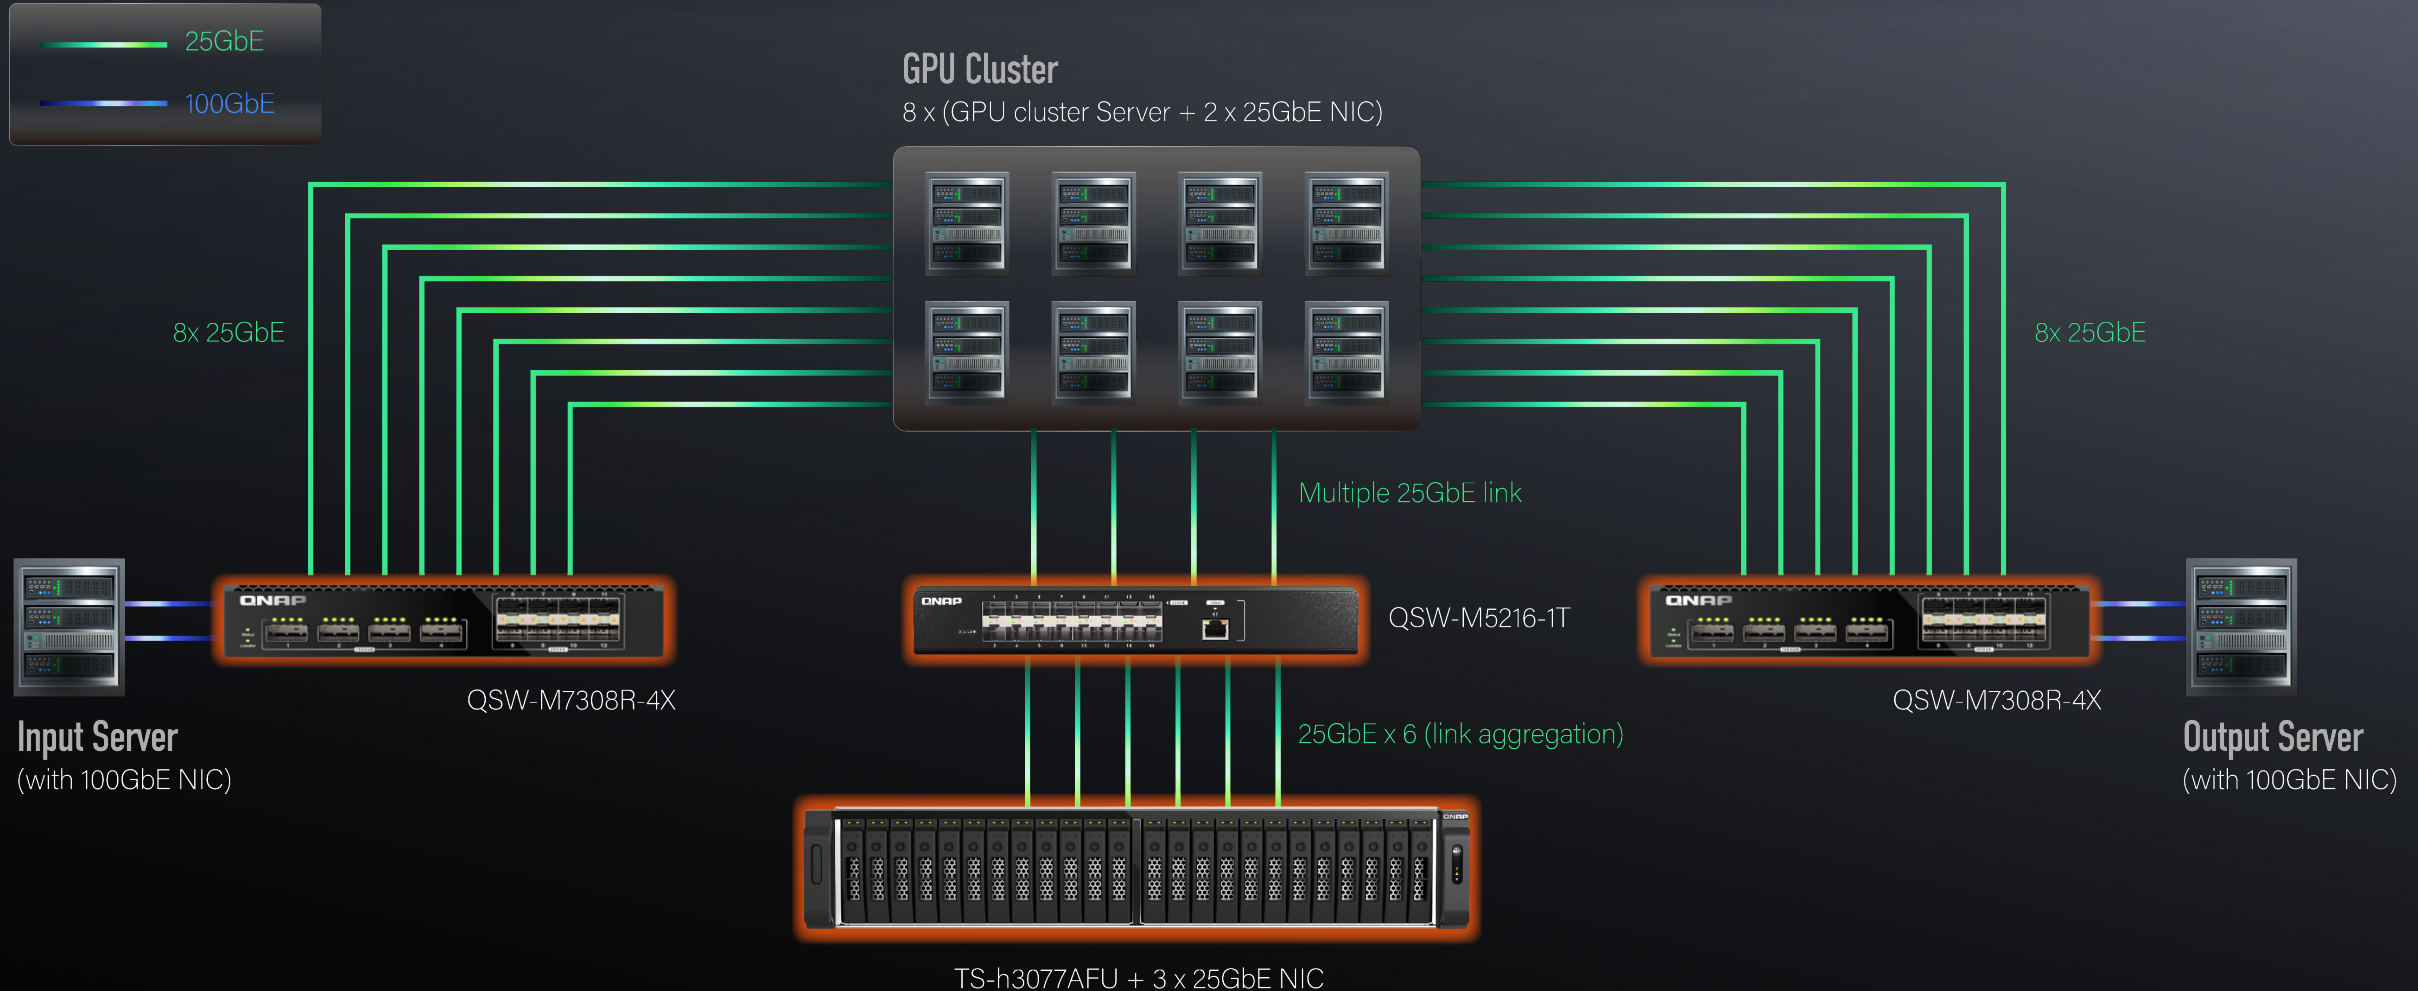 25GbE
100GbE
GPU Cluster
8 x (GPU cluster Server + 2 x 25GbE NIC)
8x 25GbE
8x 25GbE
Multiple 25GbE link
QNAP
QNAP
QNAP
QSW-M5216-1T
QSW-M7308R-4X
QSW-M7308R-4X
Input Server
(with 100GbE NIC)
25GbE x 6 (link aggregation)
Output Server
(with 100GbE NIC)
QNAP
TS-h3077AFU + 3 x 25GbE NIC